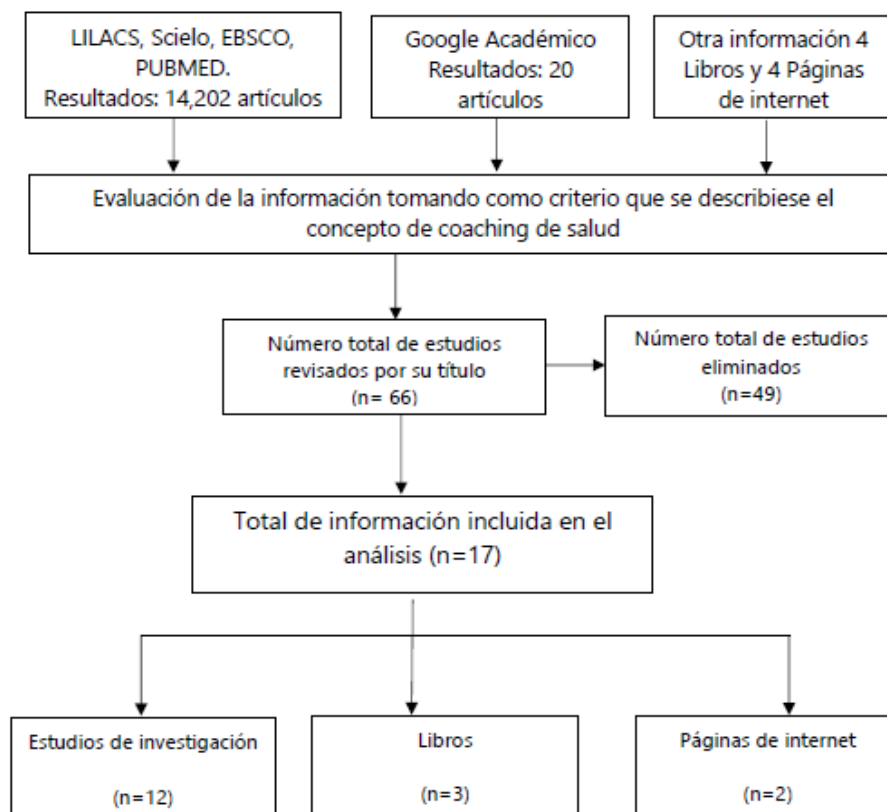 LILACS, Scielo, EBSCO,
PUBMED.
Resultados: 14,202 artículos
Google Académico
Resultados: 20
artículos
Otra información 4
Libros y 4 Páginas
de internet
Evaluación de la información tomando como criterio que se describiese el
concepto de coaching de salud
Número total de estudios
revisados por su título
(n= 66)
Número total de estudios
eliminados
(n=49)
Total de información incluida en el
análisis (n=17)
Estudios de investigación
(n=12)
Libros
(n=3)
Páginas de internet
(n=2)